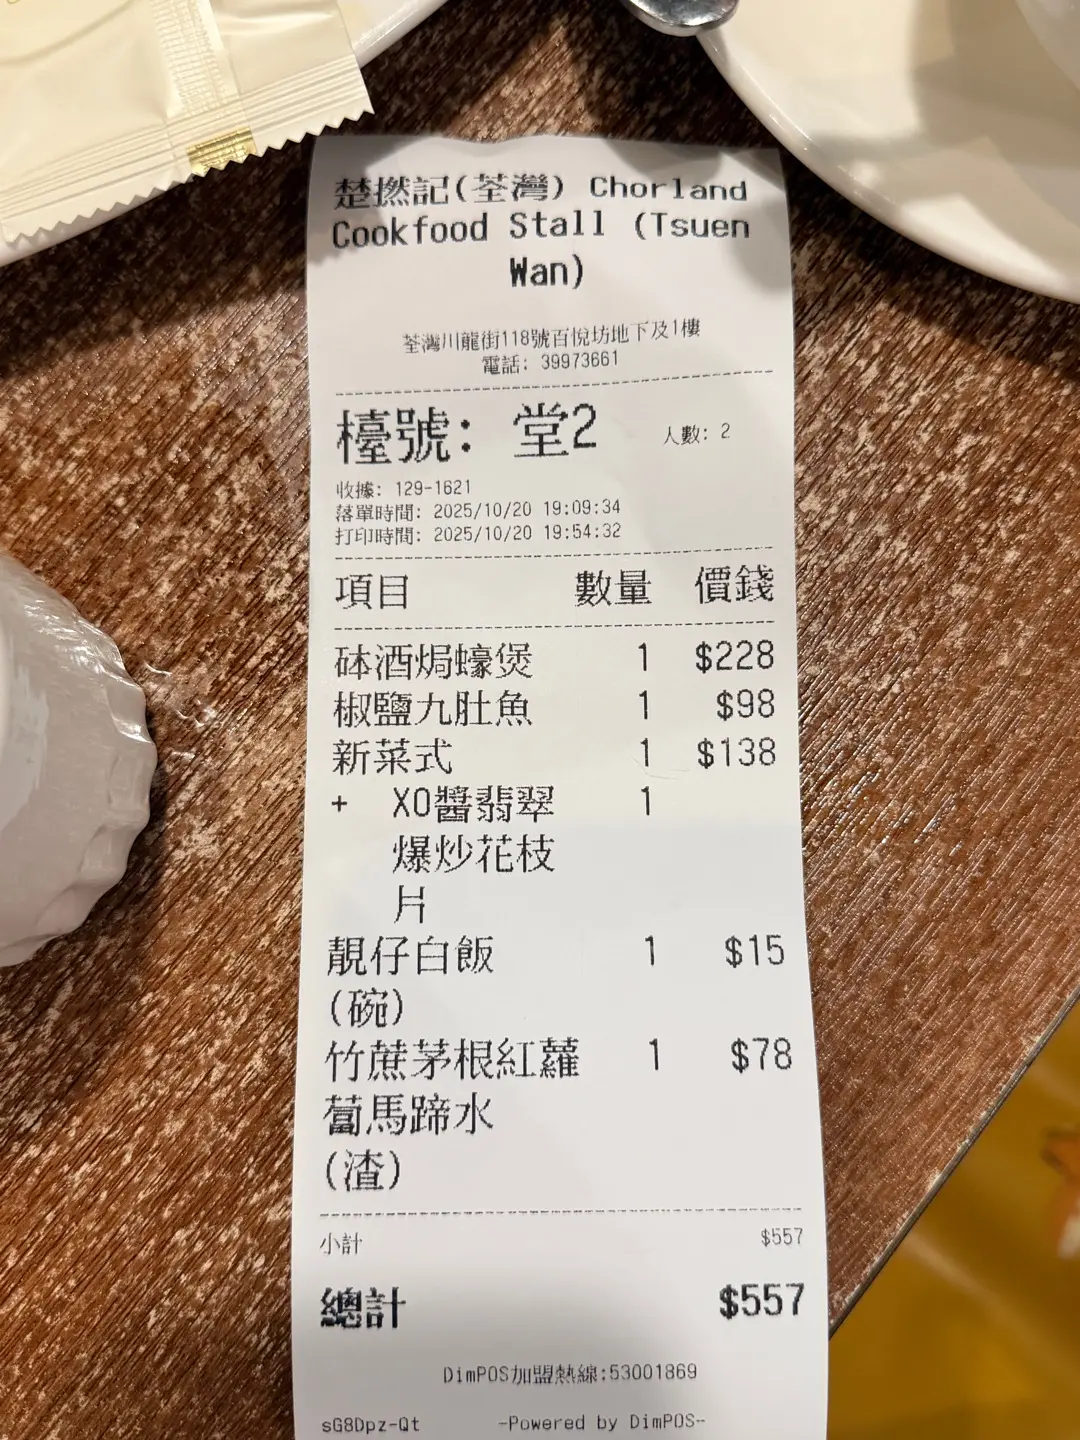 楚撚記(荃灣) Chorland
Cookfood Stall (Tsuen
Wan)
荃灣川龍街118號百悅坊地下及1樓
電話: 39973661
檯號: 堂2 人數: 2
收據: 129-1621
落單時間: 2025/10/20 19:09:34
打印時間: 2025/10/20 19:54:32
項目 數量 價錢
砵酒焗蠔煲 1 $228
椒鹽九肚魚 1 $98
新菜式 1 $138
+ XO醬翡翠 1
爆炒花枝
片
靚仔白飯 1 $15
(碗)
竹蔗茅根紅蘿 1 $78
蔔馬蹄水
(渣)
小計 $557
總計 $557
DimPOS加盟熱線:53001869
sG8Dpz-Qt -Powered by DimPOS--